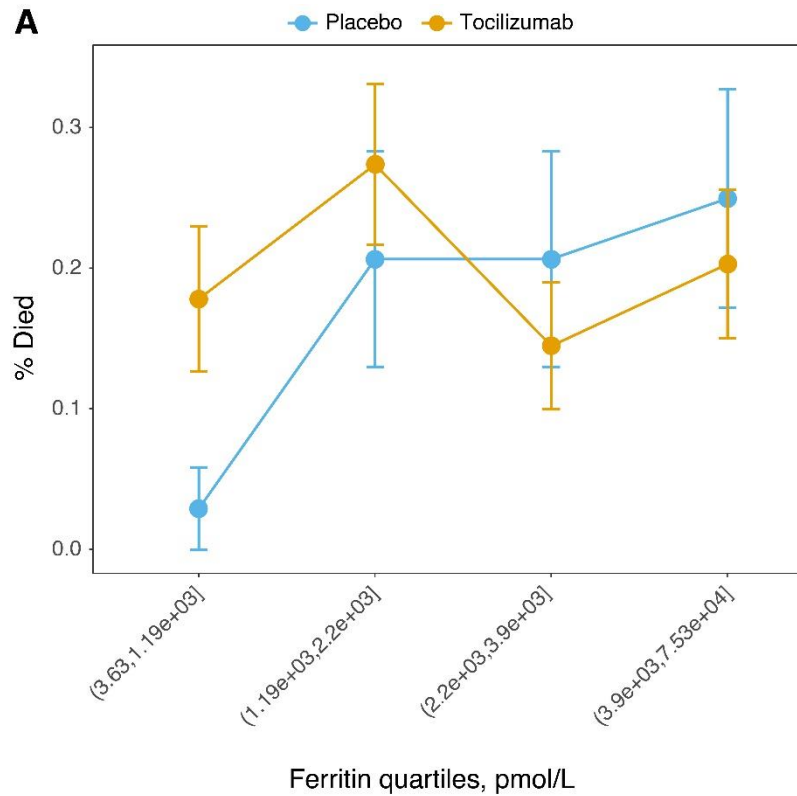 A
Placebo Tocilizumab
% Died
0.3
0.2
0.1
0.0
(3.63,1.19e+03]
(1.19e+03,2.2e+03]
(2.2e+03,3.9e+03]
(3.9e+03,7.53e+04]
Ferritin quartiles, pmol/L